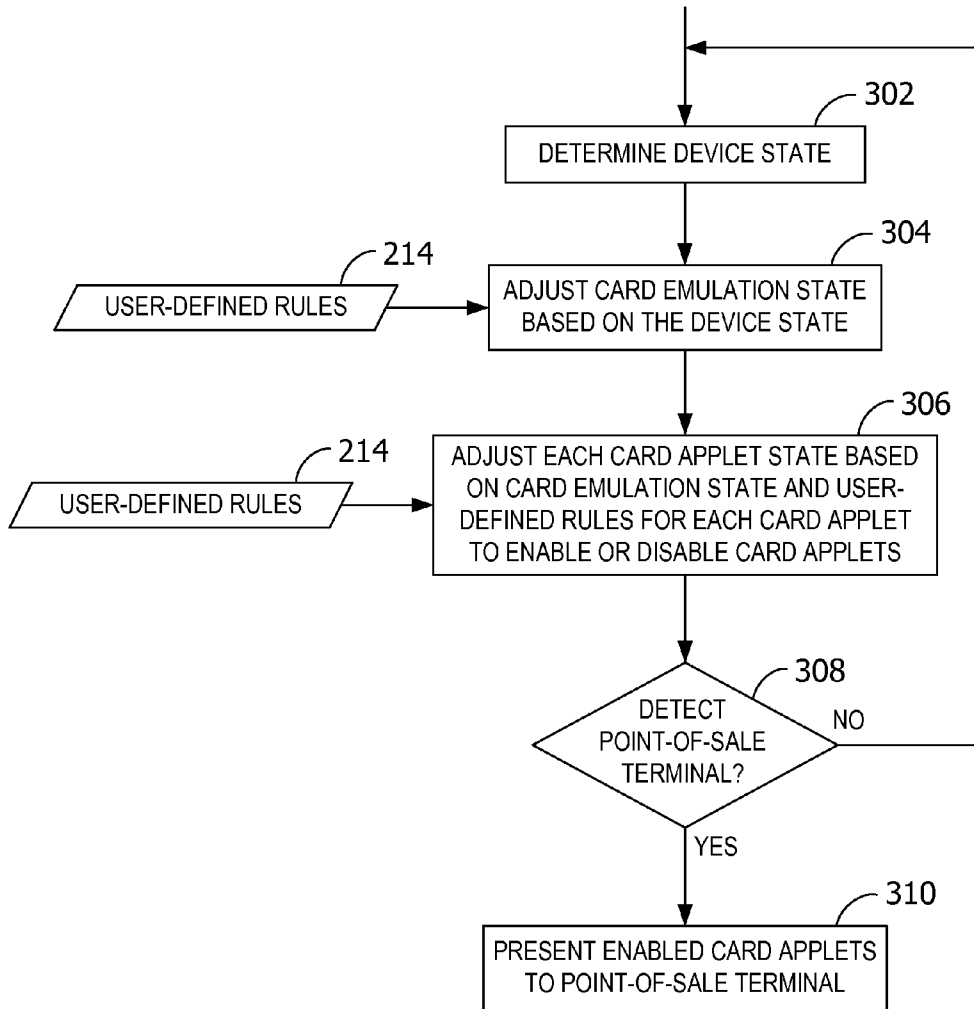 302
DETERMINE DEVICE STATE
304
214
USER-DEFINED RULES
ADJUST CARD EMULATION STATE
BASED ON THE DEVICE STATE
306
214
USER-DEFINED RULES
ADJUST EACH CARD APPLET STATE BASED
ON CARD EMULATION STATE AND USER-
DEFINED RULES FOR EACH CARD APPLET
TO ENABLE OR DISABLE CARD APPLETS
308
DETECT
POINT-OF-SALE
TERMINAL?
NO
YES
310
PRESENT ENABLED CARD APPLETS
TO POINT-OF-SALE TERMINAL